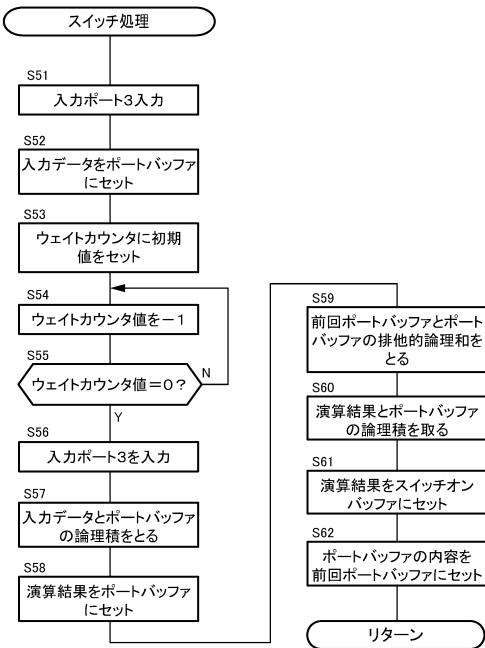 スイッチ処理
S51
入力ポート3入力
S52
入力データをポートバッファ
にセット
S53
ウェイトカウンタに初期
値をセット
S54
ウェイトカウンタ値を－1
S55
ウェイトカウンタ値＝0？
N
Y
S56
入力ポート3を入力
S57
入力データとポートバッファ
の論理積をとる
S58
演算結果をポートバッファ
にセット
S59
前回ポートバッファとポート
バッファの排他的論理和を
とる
S60
演算結果とポートバッファ
の論理積を取る
S61
演算結果をスイッチオン
バッファにセット
S62
ポートバッファの内容を
前回ポートバッファにセット
リターン